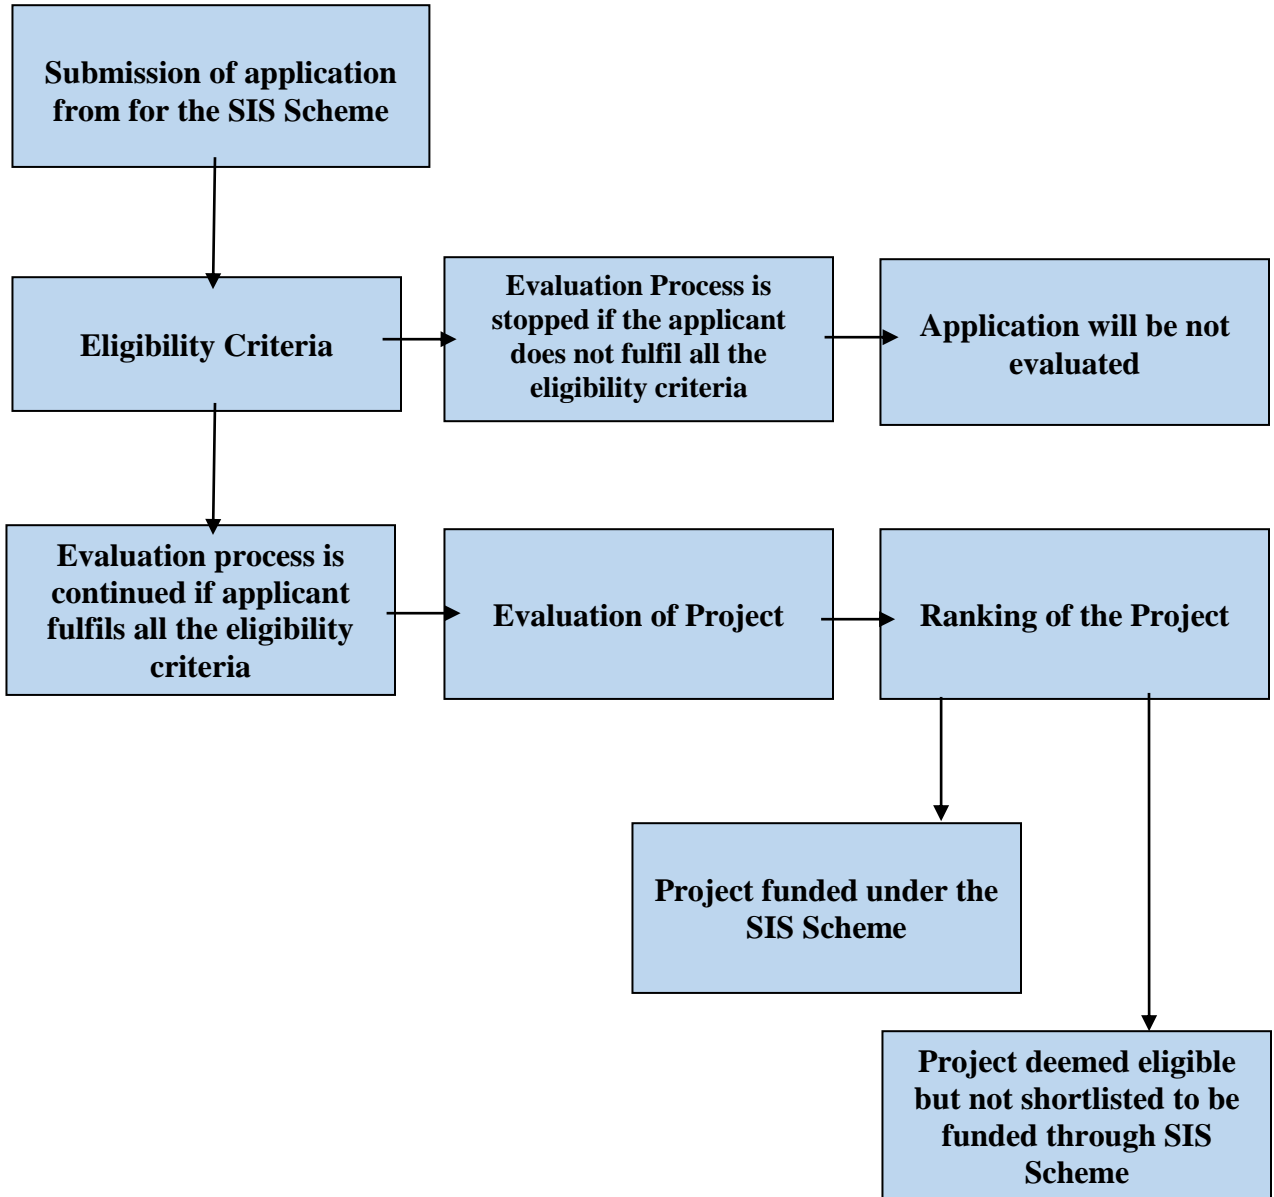 Submission of application
from for the SIS Scheme
Eligibility Criteria
Evaluation Process is
stopped if the applicant
does not fulfil all the
eligibility criteria
Application will be not
evaluated
Evaluation process is
continued if applicant
fulfils all the eligibility
criteria
Evaluation of Project
Ranking of the Project
Project funded under the
SIS Scheme
Project deemed eligible
but not shortlisted to be
funded through SIS
Scheme